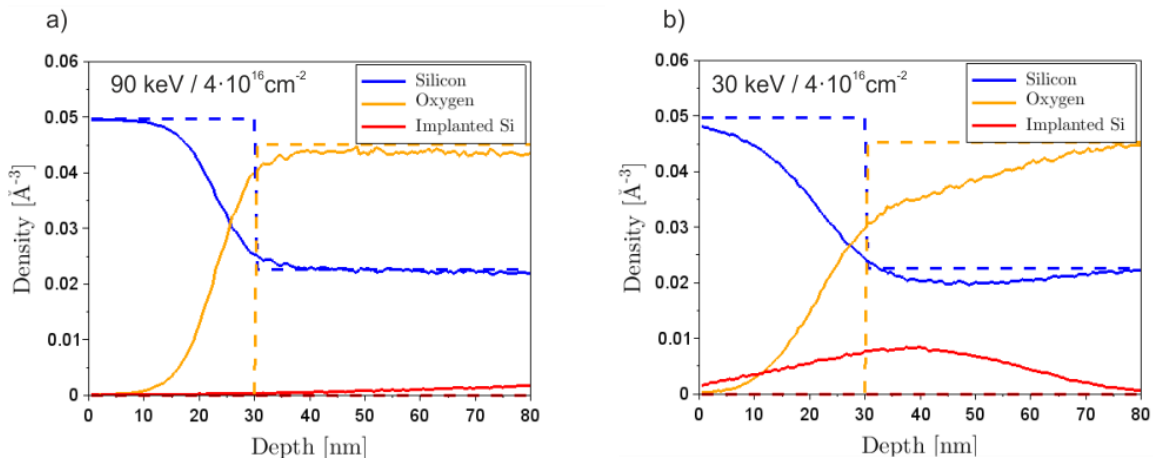 a)
90 keV / 4·10¹⁶cm⁻²
Silicon
Oxygen
Implanted Si
Density [Å⁻³]
0.06
0.05
0.04
0.03
0.02
0.01
0
0 10 20 30 40 50 60 70 80
Depth [nm]
b)
30 keV / 4·10¹⁶cm⁻²
Silicon
Oxygen
Implanted Si
Density [Å⁻³]
0.06
0.05
0.04
0.03
0.02
0.01
0
0 10 20 30 40 50 60 70 80
Depth [nm]